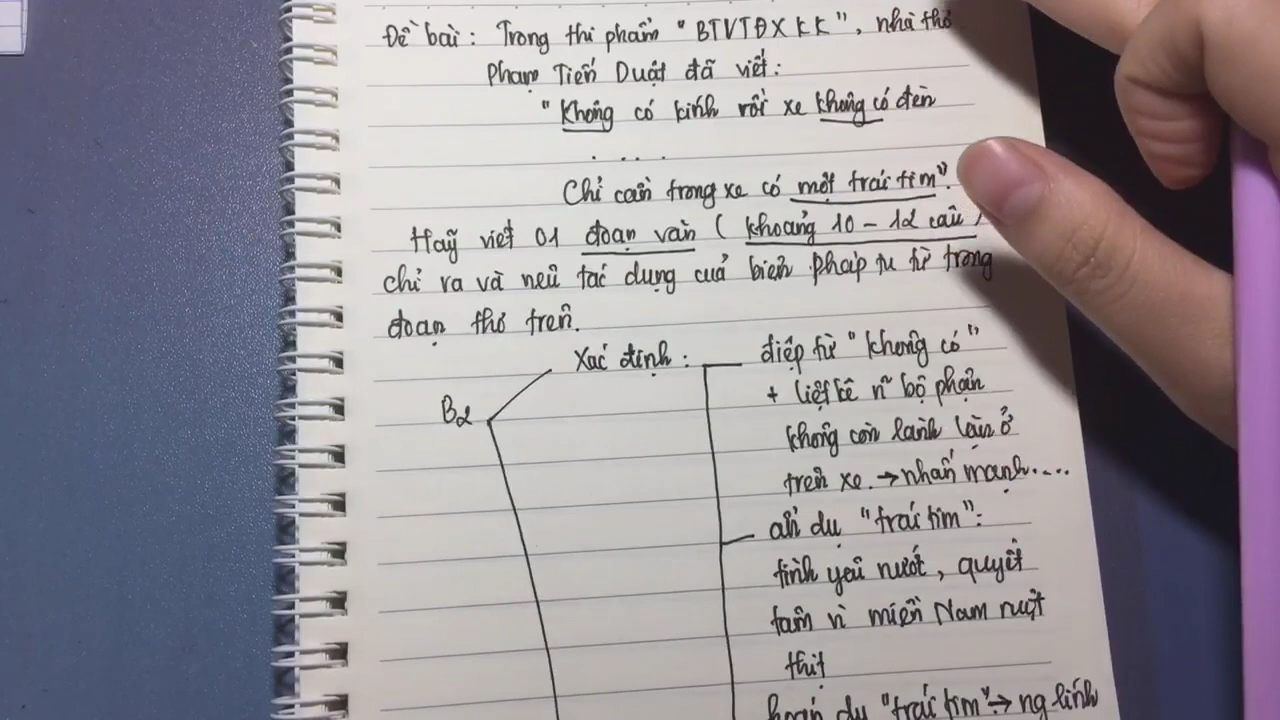 Đề bài: Trong thi phẩm "BTVTĐXKK", nhà thơ
Phạm Tiến Duật đã viết:
"Không có kính rồi xe không có đèn
. . . .
Chỉ cần trong xe có một trái tim".
Hãy viết 01 đoạn văn (khoảng 10 - 12 câu)
chỉ ra và nêu tác dụng của biện pháp tu từ trong
đoạn thơ trên.
Xác định:
điệp từ "không có"
B2
+ liệt kê ~n bộ phận
không còn lành lặn ở
trên xe. → nhấn mạnh....
ẩn dụ "trái tim":
tình yêu nước, quyết
tâm vì miền Nam ruột
thịt
hoán dụ "trái tim" → ng lính